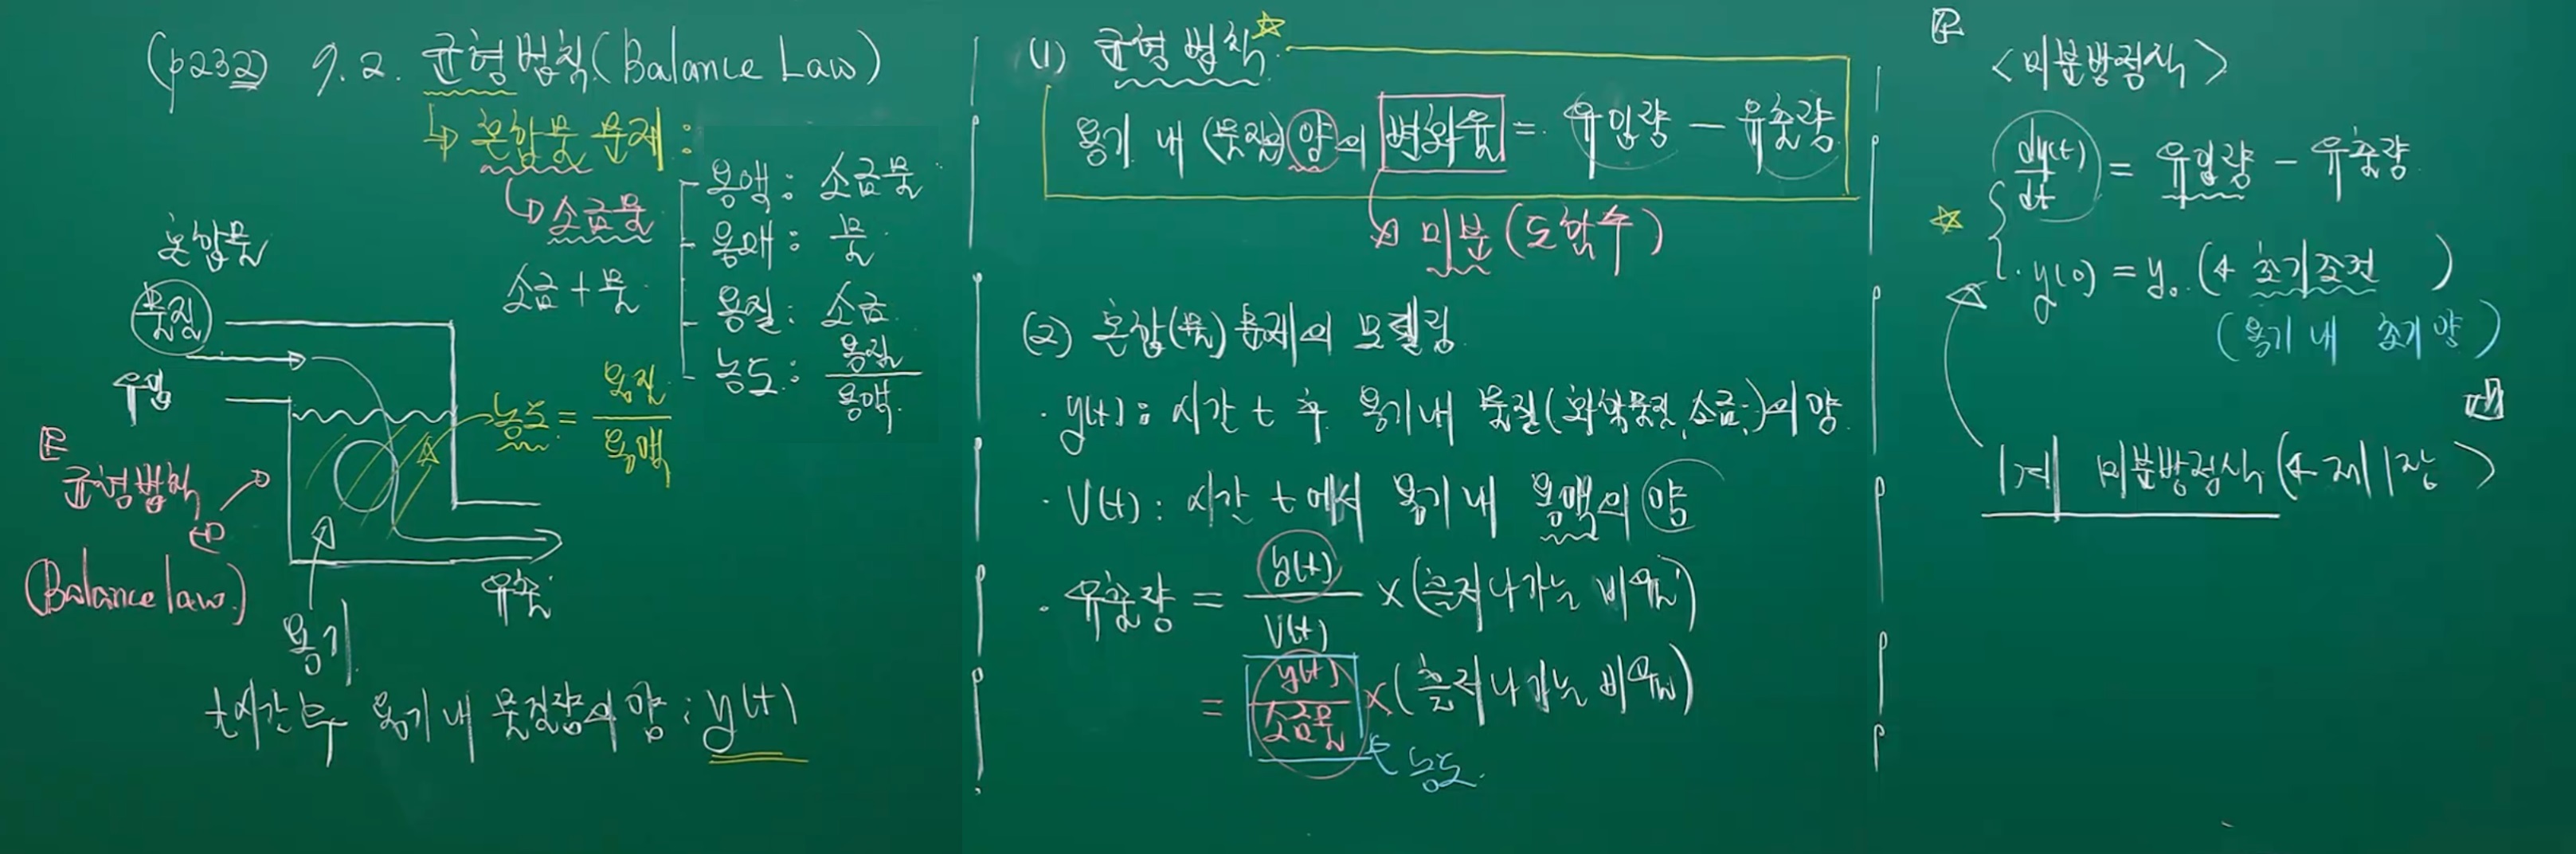 (p232) 9.2. 균형법칙 (Balance Law)
↳ 혼합물 문제 :
↳ 소금물
소금 + 물
용액 : 소금물
용매 : 물
용질 : 소금
농도 : 용질 / 용액
혼합물
물질
유입
농도 = 용질 / 용액
균형법칙
(Balance law.)
용기
유출
t시간 후 용기 내 물질량의 양 : y(t)
(1) 균형 법칙 ☆
용기 내 (물질의) 양의 변화율 = 유입량 − 유출량
미분 (도함수)
(2) 혼합(물) 문제의 모델링
· y(t) : 시간 t 후 용기 내 물질(화학물질, 소금;)의 양
· V(t) : 시간 t 에서 용기 내 용액의 양
· 유출량 = y(t) / V(t) × (흘러나가는 비율)
= y(t) / 소금물 × (흘러나가는 비율)
농도.
<미분방정식>
dy(t)/dt = 유입량 − 유출량
☆
· y(0) = y₀ (← 초기조건 )
(용기 내 초기 양)
1계 미분방정식 (← 제 1장 >